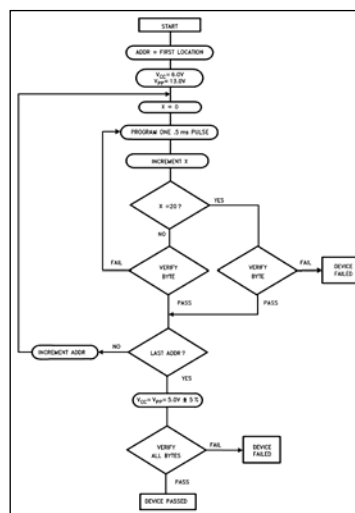 START
ADDR = FIRST LOCATION
VCC = 6.0V
VPP = 13.0V
X = 0
PROGRAM ONE .5 ms PULSE
INCREMENT X
X = 20 ?
YES
NO
FAIL
VERIFY
BYTE
VERIFY
BYTE
FAIL
DEVICE
FAILED
PASS
PASS
INCREMENT ADDR
NO
LAST ADDR ?
YES
VCC = VPP = 5.0V ± 5%
VERIFY
ALL BYTES
FAIL
DEVICE
FAILED
PASS
DEVICE PASSED